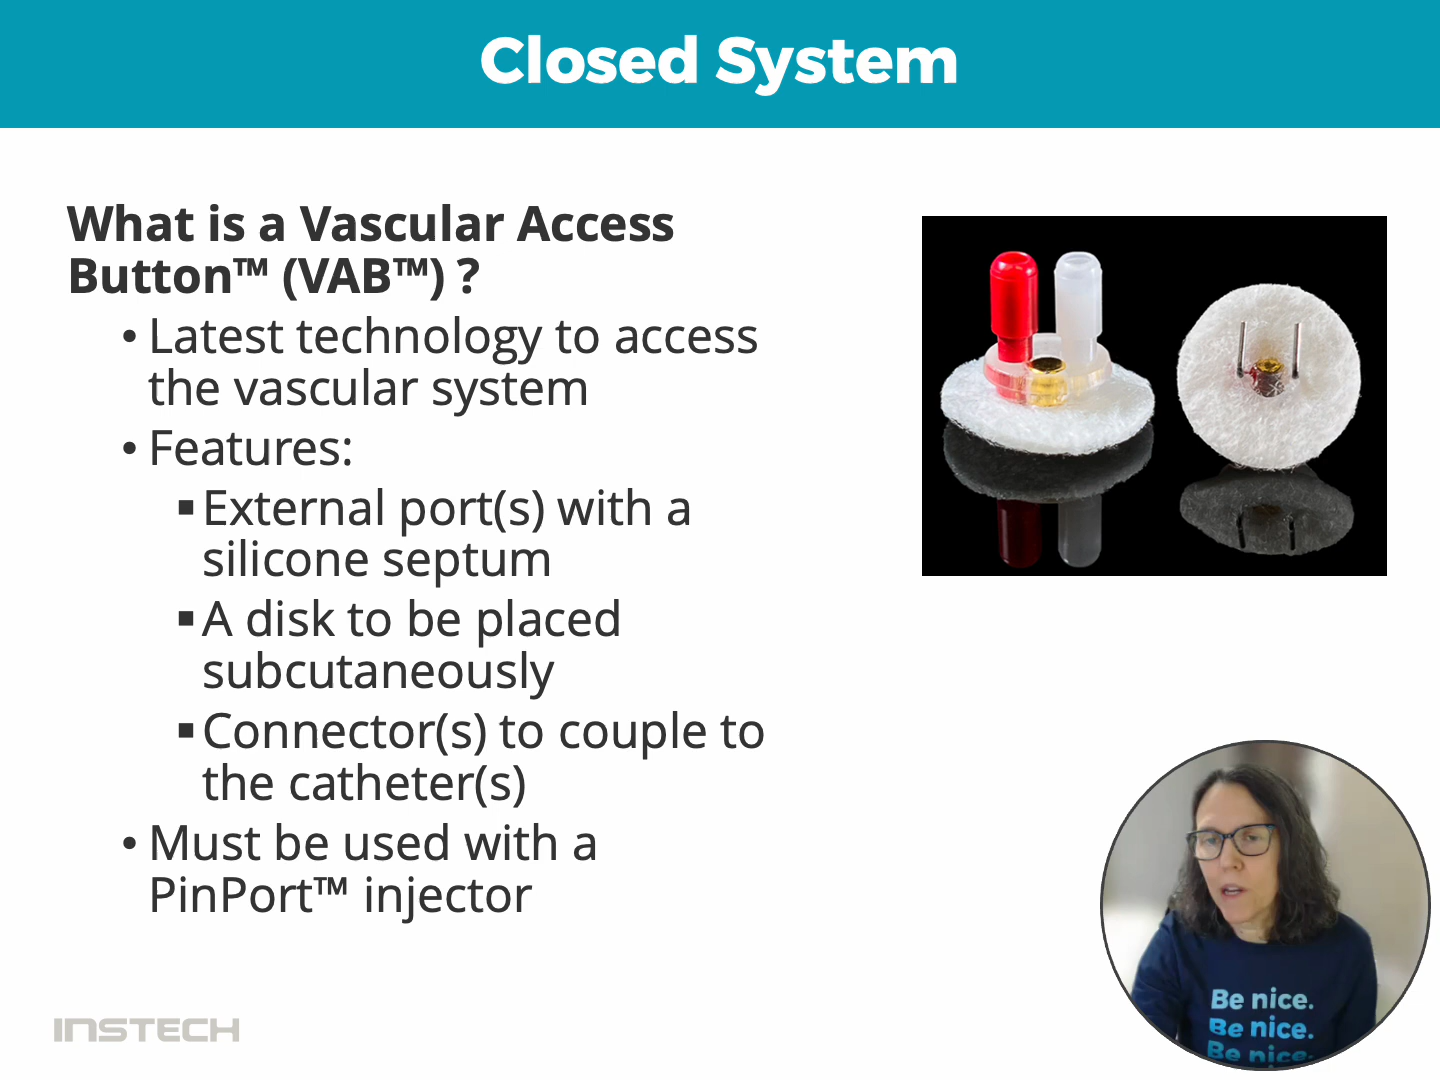 Closed System
What is a Vascular Access
Button™ (VAB™) ?
• Latest technology to access
the vascular system
• Features:
▪ External port(s) with a
silicone septum
▪ A disk to be placed
subcutaneously
▪ Connector(s) to couple to
the catheter(s)
• Must be used with a
PinPort™ injector
INSTECH
Be nice.
Be nice.
Be nice.